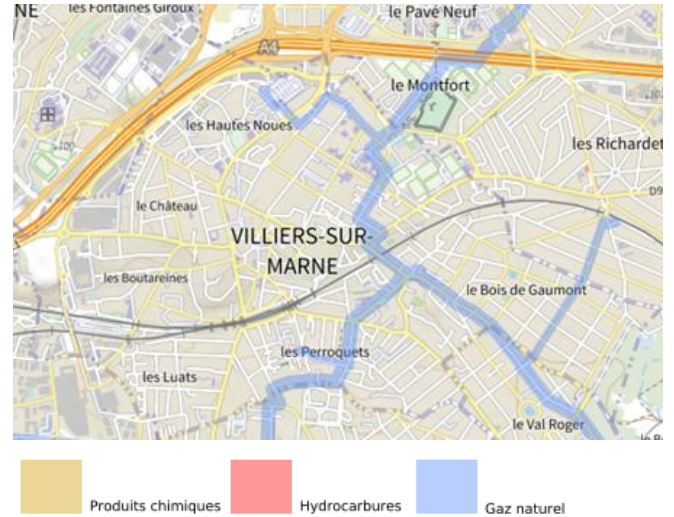 NE
les Fontaines Giroux
le Pavé Neuf
A4
le Montfort
les Hautes Noues
les Richardet
D9
le Château
VILLIERS-SUR-
MARNE
les Boutareines
le Bois de Gaumont
les Perroquets
les Luats
le Val Roger
Produits chimiques
Hydrocarbures
Gaz naturel